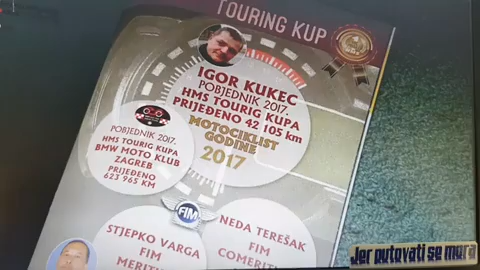 TOURING KUP
IGOR KUKEC
POBJEDNIK 2017.
HMS TOURIG KUPA
PRIJEĐENO 42 105 km
MOTOCIKLIST
GODINE
2017
POBJEDNIK 2017.
HMS TOURIG KUPA
BMW MOTO KLUB
ZAGREB
PRIJEĐENO
623 965 KM
FIM
STJEPKO VARGA
FIM
NEDA TEREŠAK
FIM
Jer putovati se mora